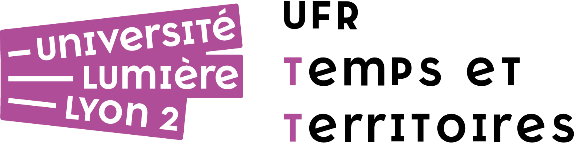 université
LUMIÈRE
LYON 2
UFR
Temps et
Territoires